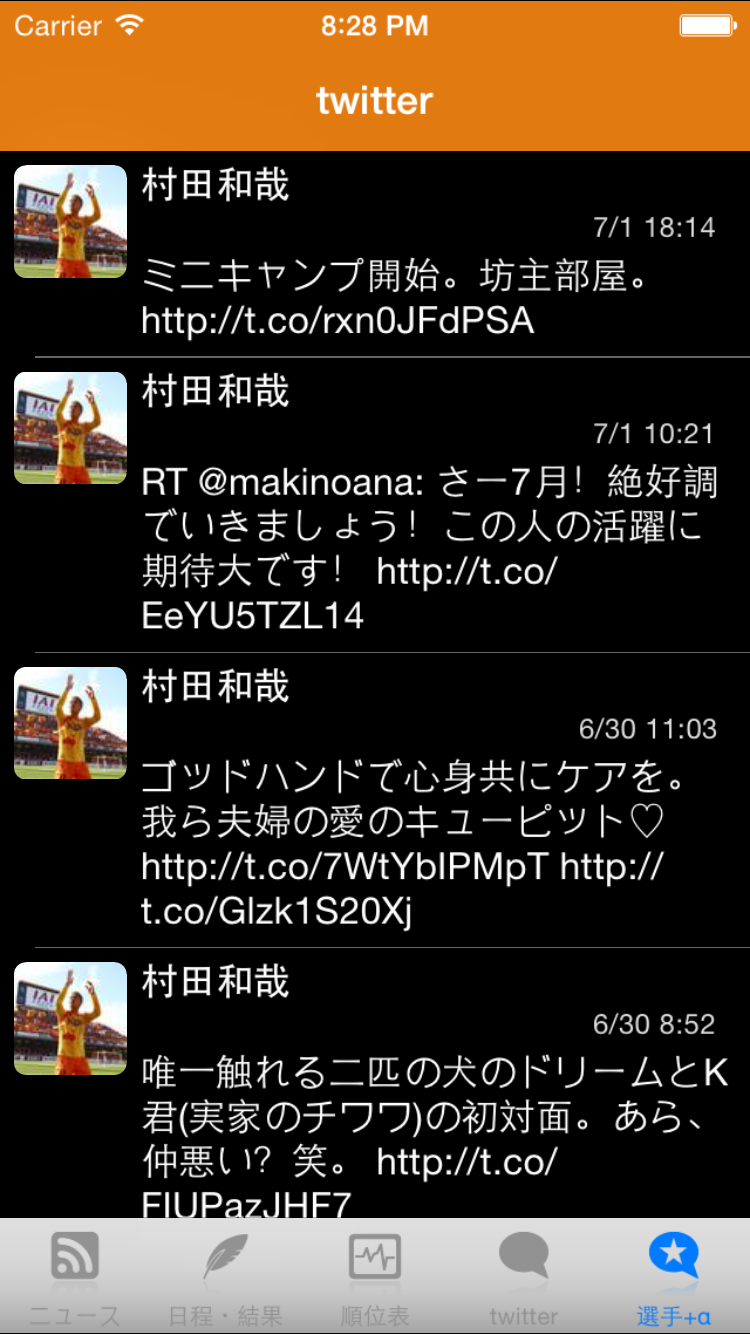 Carrier 8:28 PM
twitter
村田和哉
7/1 18:14
ミニキャンプ開始。坊主部屋。
http://t.co/rxn0JFdPSA
村田和哉
7/1 10:21
RT @makinoana: さー7月！絶好調
でいきましょう！この人の活躍に
期待大です！ http://t.co/
EeYU5TZL14
村田和哉
6/30 11:03
ゴッドハンドで心身共にケアを。
我ら夫婦の愛のキューピット♡
http://t.co/7WtYbIPMpT http://
t.co/Glzk1S20Xj
村田和哉
6/30 8:52
唯一触れる二匹の犬のドリームとK
君(実家のチワワ)の初対面。あら、
仲悪い？笑。 http://t.co/
FIUPazJHF7
ニュース 日程・結果 順位表 twitter 選手+α